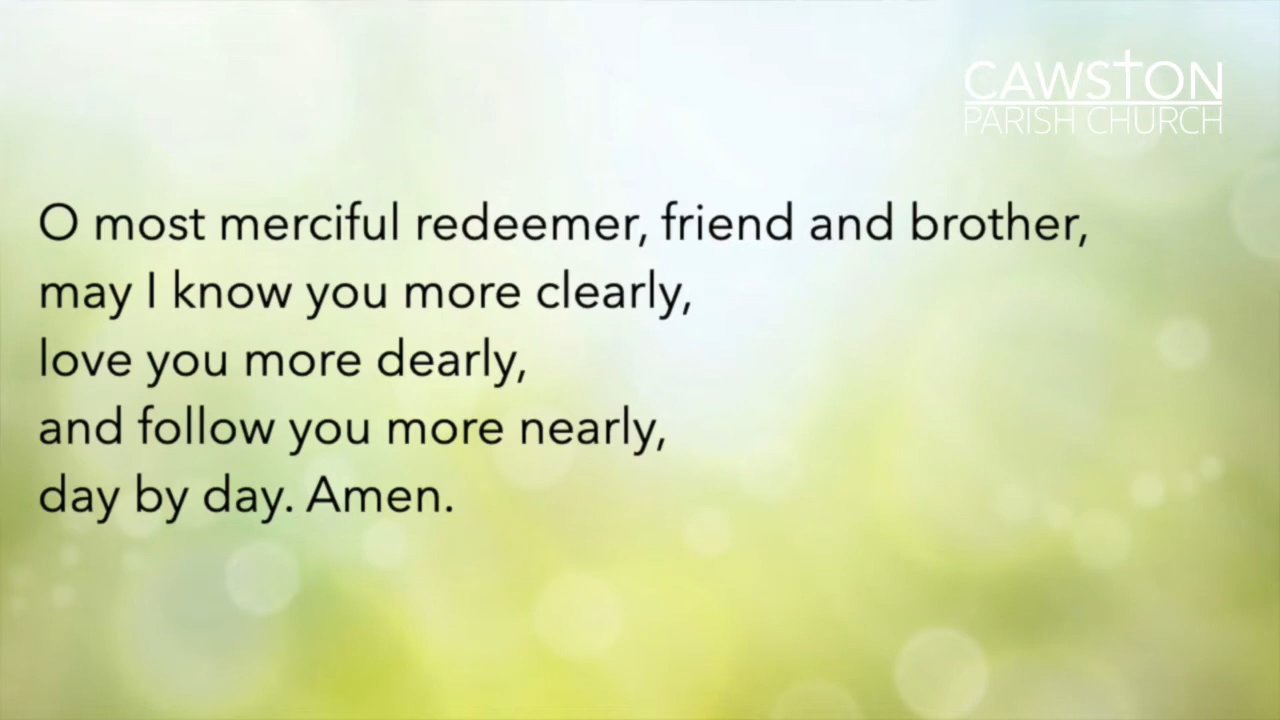 CAWSTON
PARISH CHURCH
O most merciful redeemer, friend and brother,
may I know you more clearly,
love you more dearly,
and follow you more nearly,
day by day. Amen.